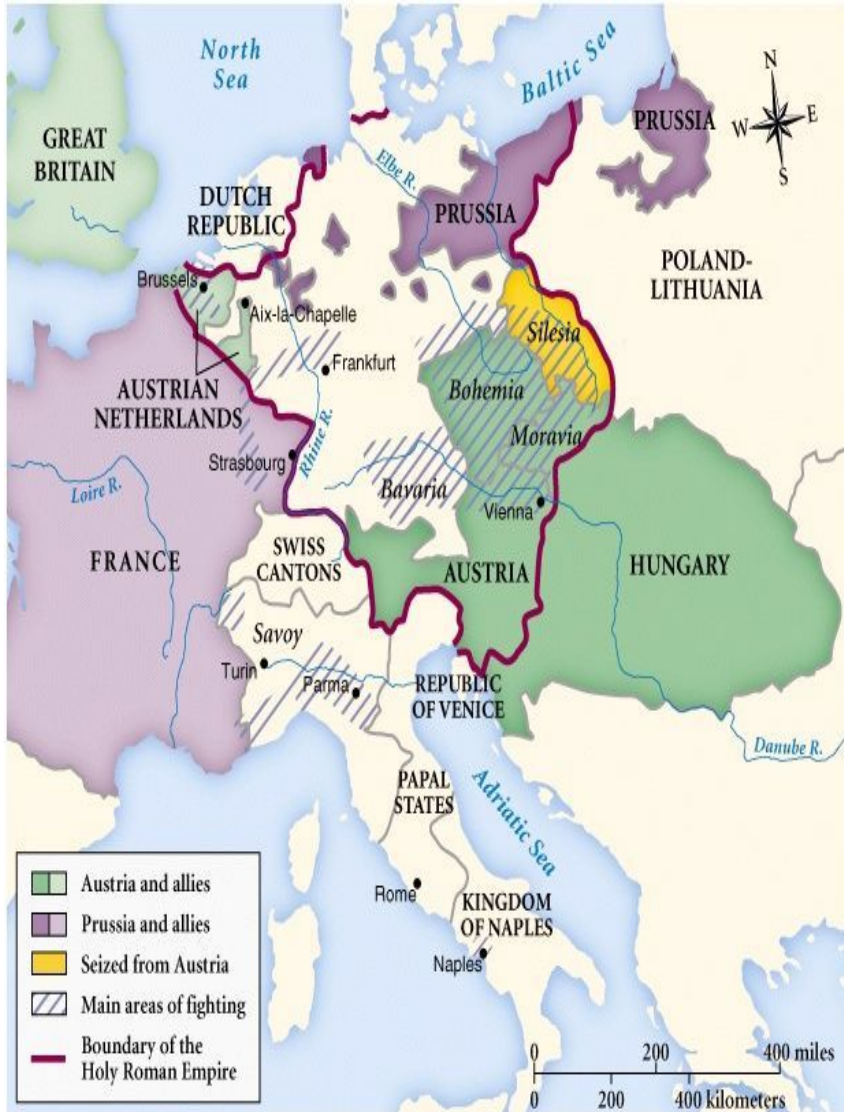 North
Sea
Baltic Sea
N
W
E
S
GREAT
BRITAIN
PRUSSIA
DUTCH
REPUBLIC
Elbe R.
PRUSSIA
POLAND-
LITHUANIA
Brussels
Aix-la-Chapelle
Silesia
Frankfurt
AUSTRIAN
NETHERLANDS
Bohemia
Moravia
Rhine R.
Strasbourg
Loire R.
Bavaria
Vienna
FRANCE
SWISS
CANTONS
AUSTRIA
HUNGARY
Savoy
Turin
Parma
REPUBLIC
OF VENICE
Danube R.
PAPAL
STATES
Adriatic Sea
Rome
KINGDOM
OF NAPLES
Naples
Austria and allies
Prussia and allies
Seized from Austria
Main areas of fighting
Boundary of the
Holy Roman Empire
0 200 400 miles
0 200 400 kilometers